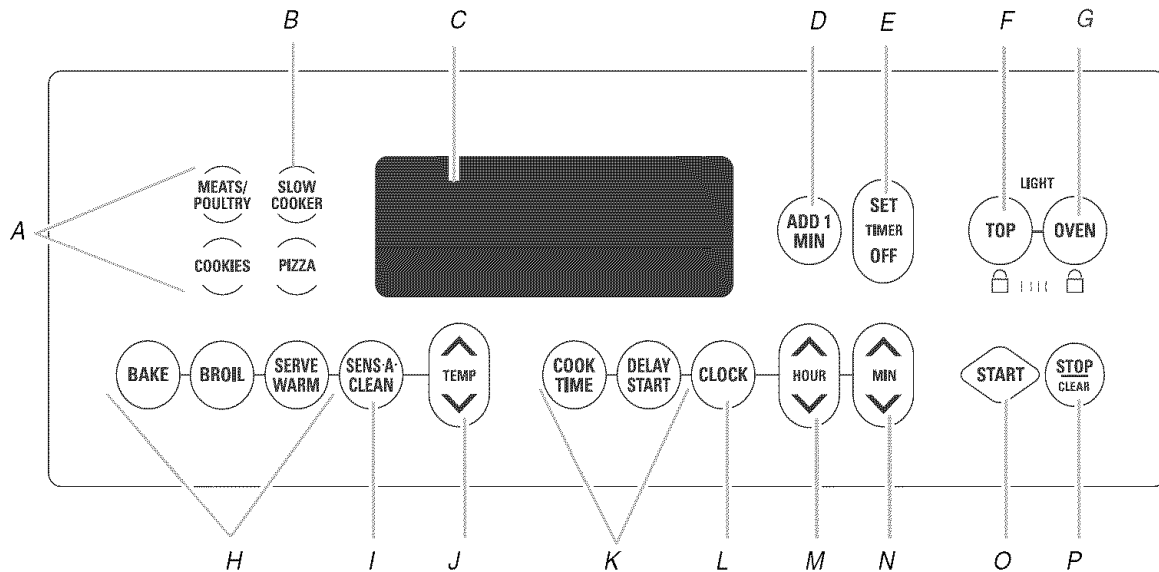 B C D E F G
MEATS/
POULTRY
SLOW
COOKER
A
COOKIES
PIZZA
ADD 1
MIN
SET
TIMER
OFF
LIGHT
TOP
OVEN
BAKE
BROIL
SERVE
WARM
SENS·A·
CLEAN
TEMP
COOK
TIME
DELAY
START
CLOCK
HOUR
MIN
START
STOP
CLEAR
H I J K L M N O P